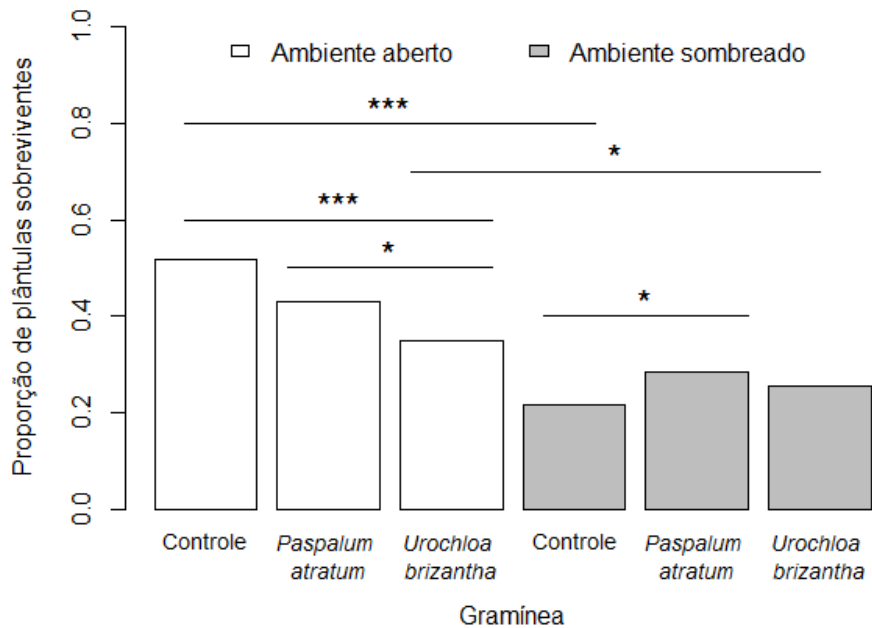 Ambiente aberto Ambiente sombreado
Proporção de plântulas sobreviventes
1.0
0.8
0.6
0.4
0.2
0.0
***
*
***
*
*
Controle Paspalum atratum Urochloa brizantha Controle Paspalum atratum Urochloa brizantha
Gramínea